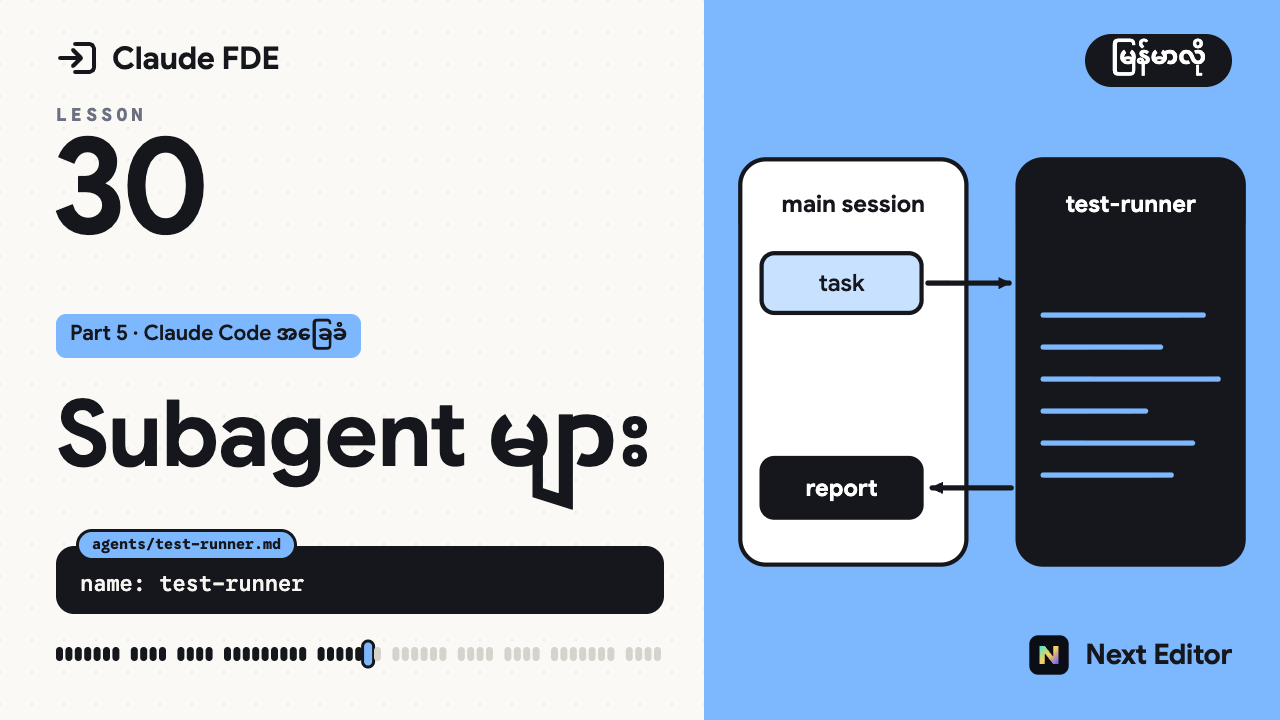 Claude FDE
LESSON
30
Part 5 · Claude Code အခြေခံ
Subagent များ
agents/test-runner.md
name: test-runner
မြန်မာလို
main session
task
report
test-runner
Next Editor